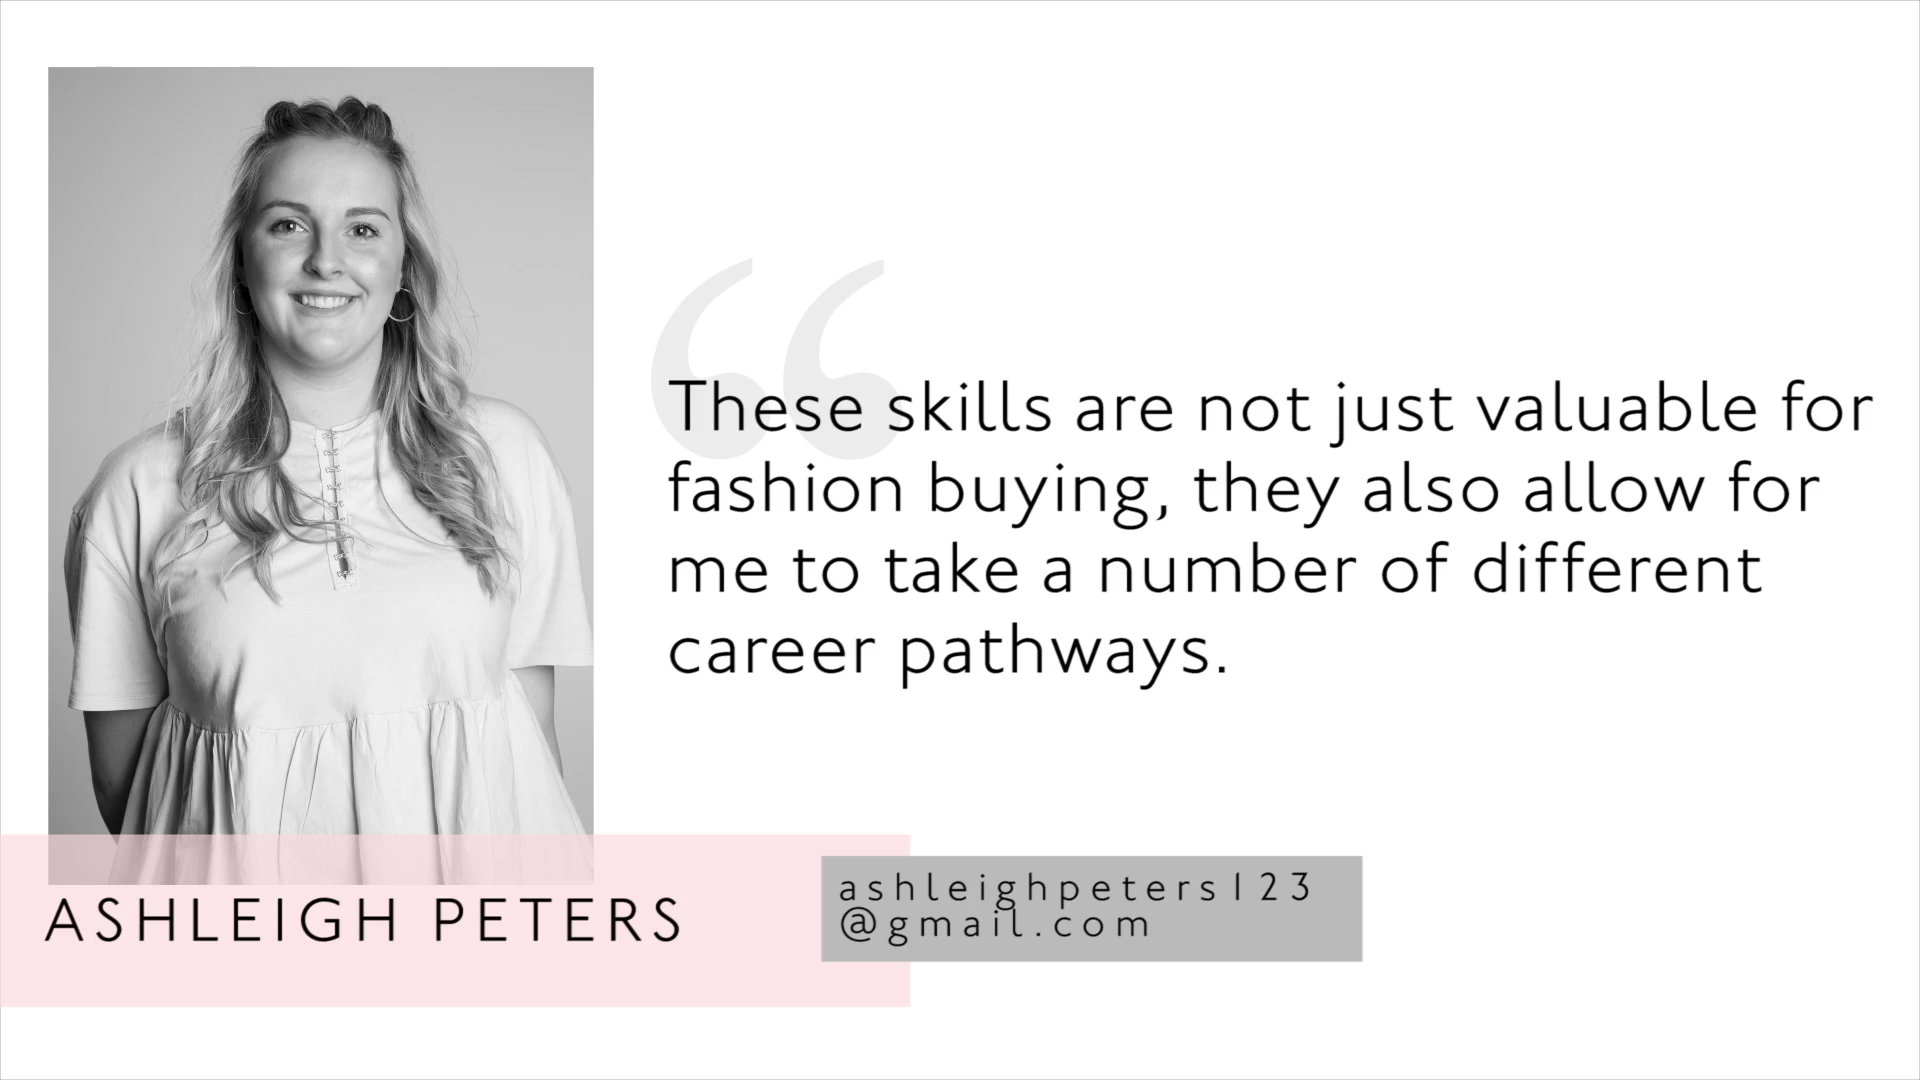 “
These skills are not just valuable for
fashion buying, they also allow for
me to take a number of different
career pathways.
ASHLEIGH PETERS
ashleighpeters123
@gmail.com